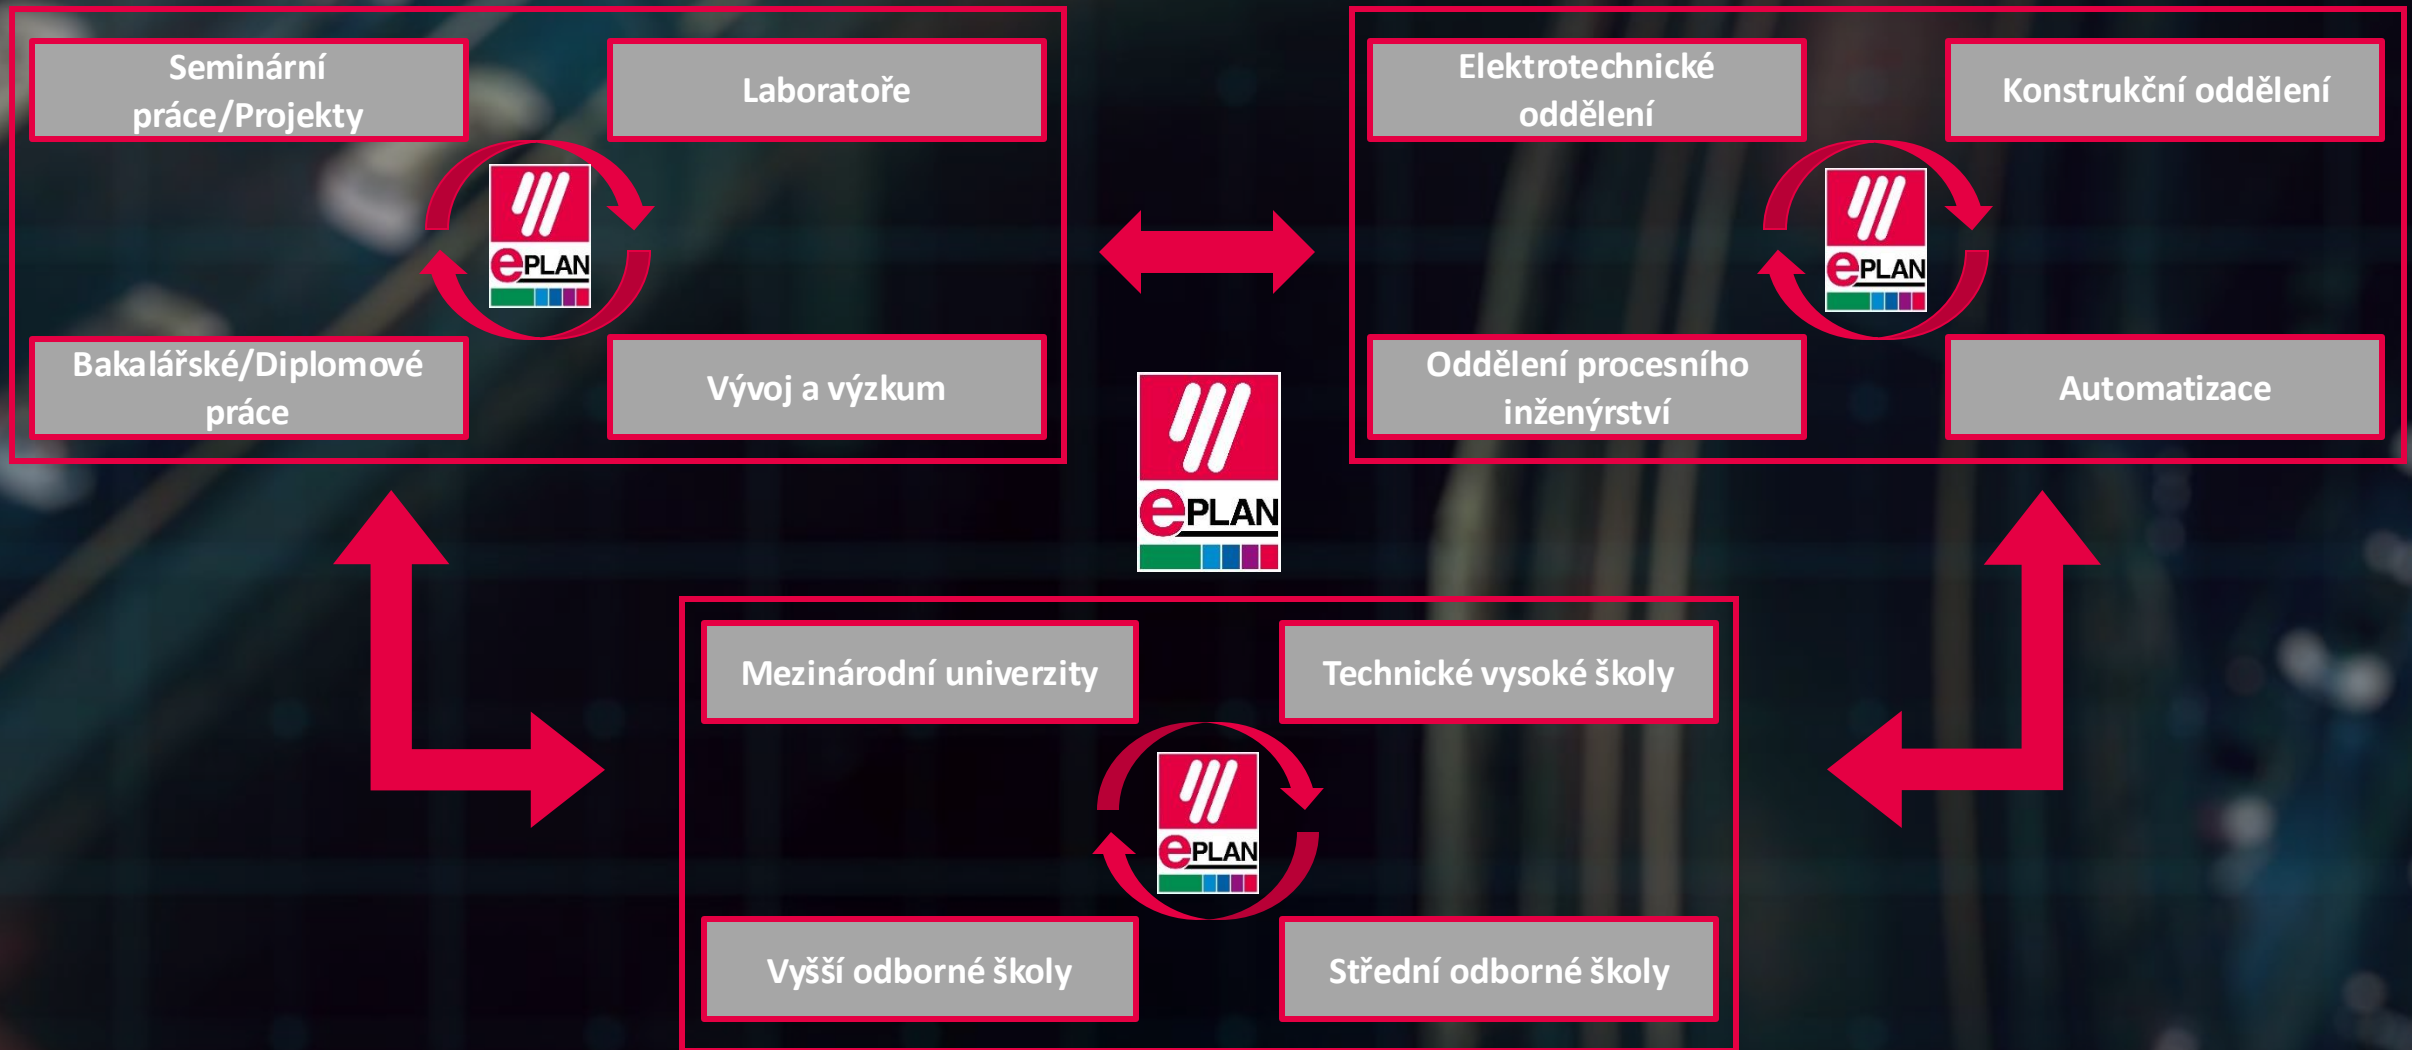 Seminární
práce/Projekty
Laboratoře
ePLAN
Bakalářské/Diplomové
práce
Vývoj a výzkum
Elektrotechnické
oddělení
Konstrukční oddělení
ePLAN
Oddělení procesního
inženýrství
Automatizace
ePLAN
Mezinárodní univerzity
Technické vysoké školy
ePLAN
Vyšší odborné školy
Střední odborné školy